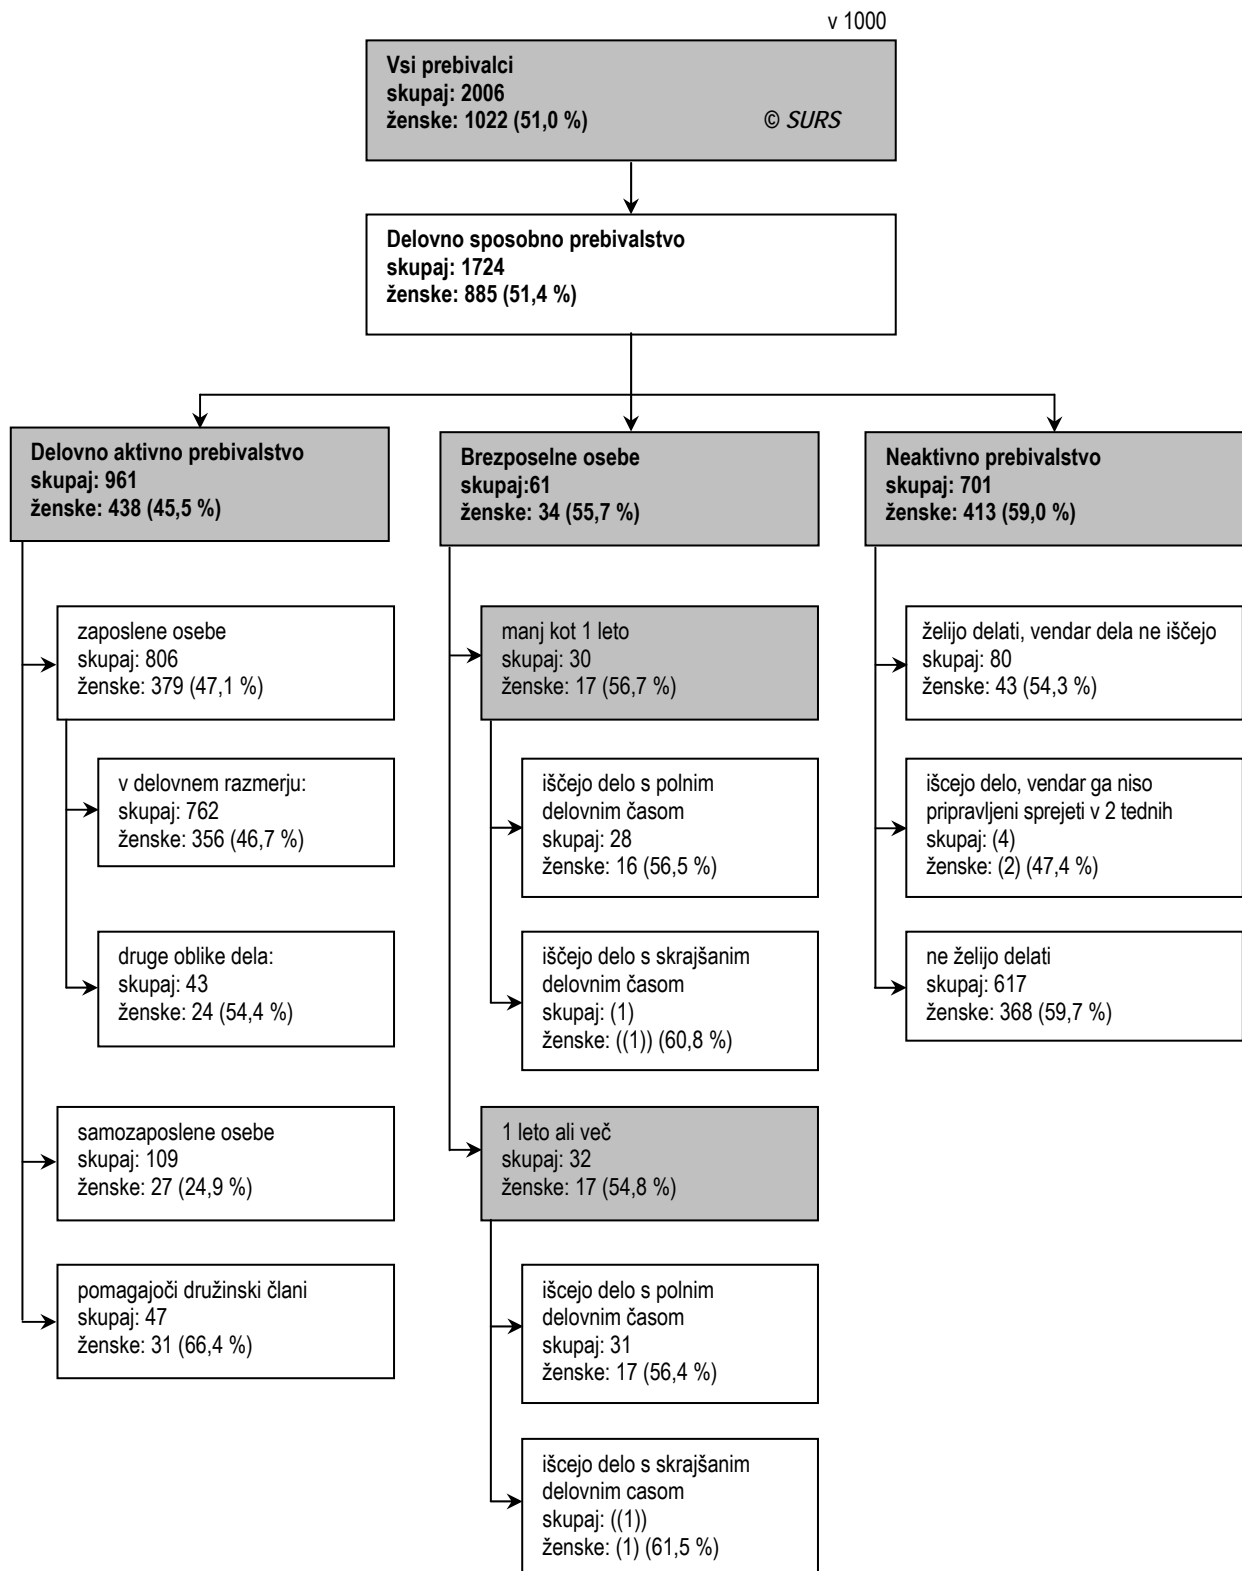 v 1000
Vsi prebivalci
skupaj: 2006
ženske: 1022 (51,0 %)
© SURS
Delovno sposobno prebivalstvo
skupaj: 1724
ženske: 885 (51,4 %)
Delovno aktivno prebivalstvo
skupaj: 961
ženske: 438 (45,5 %)
zaposlene osebe
skupaj: 806
ženske: 379 (47,1 %)
v delovnem razmerju:
skupaj: 762
ženske: 356 (46,7 %)
druge oblike dela:
skupaj: 43
ženske: 24 (54,4 %)
samozaposlene osebe
skupaj: 109
ženske: 27 (24,9 %)
pomagajoči družinski člani
skupaj: 47
ženske: 31 (66,4 %)
Brezposelne osebe
skupaj:61
ženske: 34 (55,7 %)
manj kot 1 leto
skupaj: 30
ženske: 17 (56,7 %)
iščejo delo s polnim
delovnim časom
skupaj: 28
ženske: 16 (56,5 %)
iščejo delo s skrajšanim
delovnim časom
skupaj: (1)
ženske: ((1)) (60,8 %)
1 leto ali več
skupaj: 32
ženske: 17 (54,8 %)
išcejo delo s polnim
delovnim časom
skupaj: 31
ženske: 17 (56,4 %)
išcejo delo s skrajšanim
delovnim casom
skupaj: ((1))
ženske: (1) (61,5 %)
Neaktivno prebivalstvo
skupaj: 701
ženske: 413 (59,0 %)
želijo delati, vendar dela ne iščejo
skupaj: 80
ženske: 43 (54,3 %)
išcejo delo, vendar ga niso
pripravljeni sprejeti v 2 tednih
skupaj: (4)
ženske: (2) (47,4 %)
ne želijo delati
skupaj: 617
ženske: 368 (59,7 %)